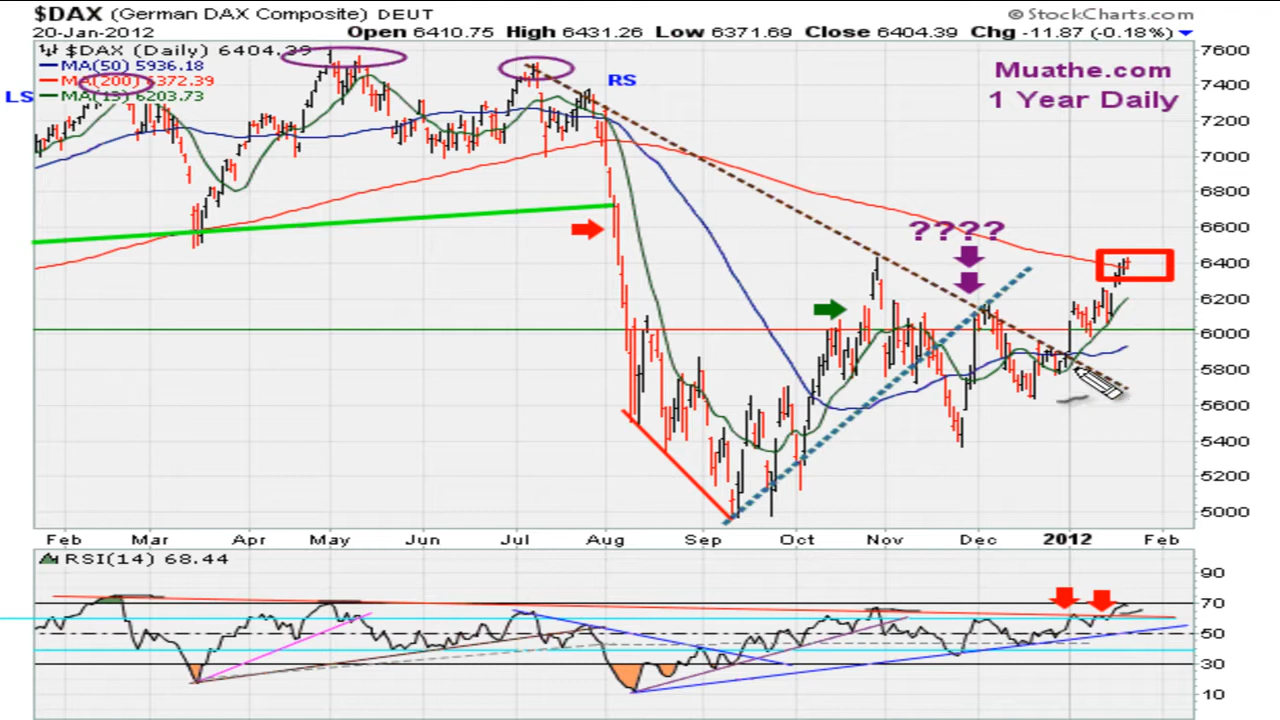 $DAX (German DAX Composite) DEUT
© StockCharts.com
20-Jan-2012
Open 6410.75 High 6431.26 Low 6371.69 Close 6404.39 Chg -11.87 (-0.18%)
$DAX (Daily) 6404.39
MA(50) 5936.18
MA(200) 6372.39
MA(13) 6203.73
LS
RS
Muathe.com
1 Year Daily
????
7600
7400
7200
7000
6800
6600
6400
6200
6000
5800
5600
5400
5200
5000
Feb Mar Apr May Jun Jul Aug Sep Oct Nov Dec 2012 Feb
RSI(14) 68.44
90
70
50
30
10